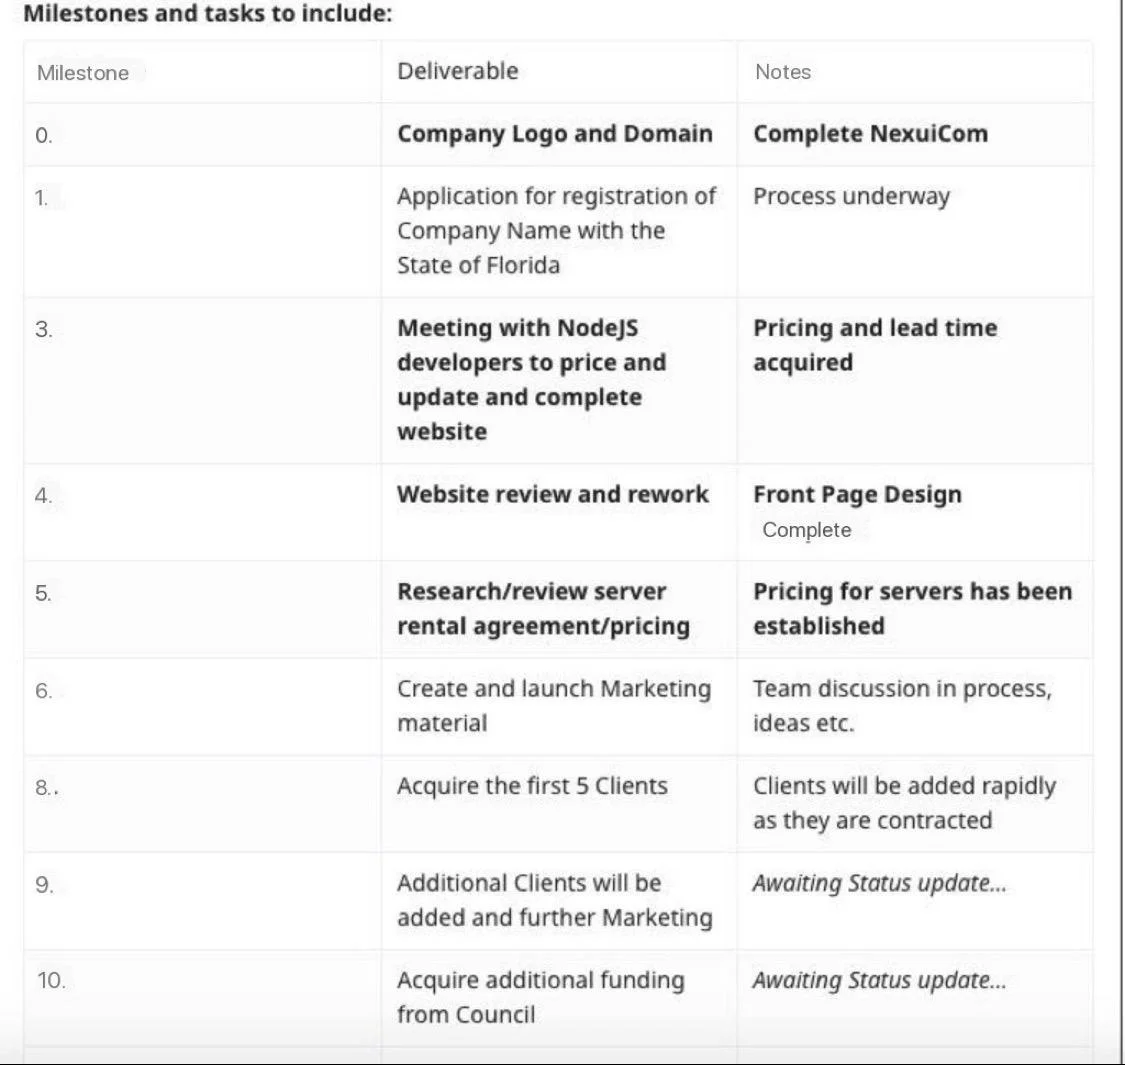 Milestones and tasks to include:
Milestone Deliverable Notes
0. Company Logo and Domain Complete NexuiCom
1. Application for registration of Process underway
Company Name with the
State of Florida
3. Meeting with NodeJS Pricing and lead time
developers to price and acquired
update and complete
website
4. Website review and rework Front Page Design
Complete
5. Research/review server Pricing for servers has been
rental agreement/pricing established
6. Create and launch Marketing Team discussion in process,
material ideas etc.
8.. Acquire the first 5 Clients Clients will be added rapidly
as they are contracted
9. Additional Clients will be Awaiting Status update...
added and further Marketing
10. Acquire additional funding Awaiting Status update...
from Council